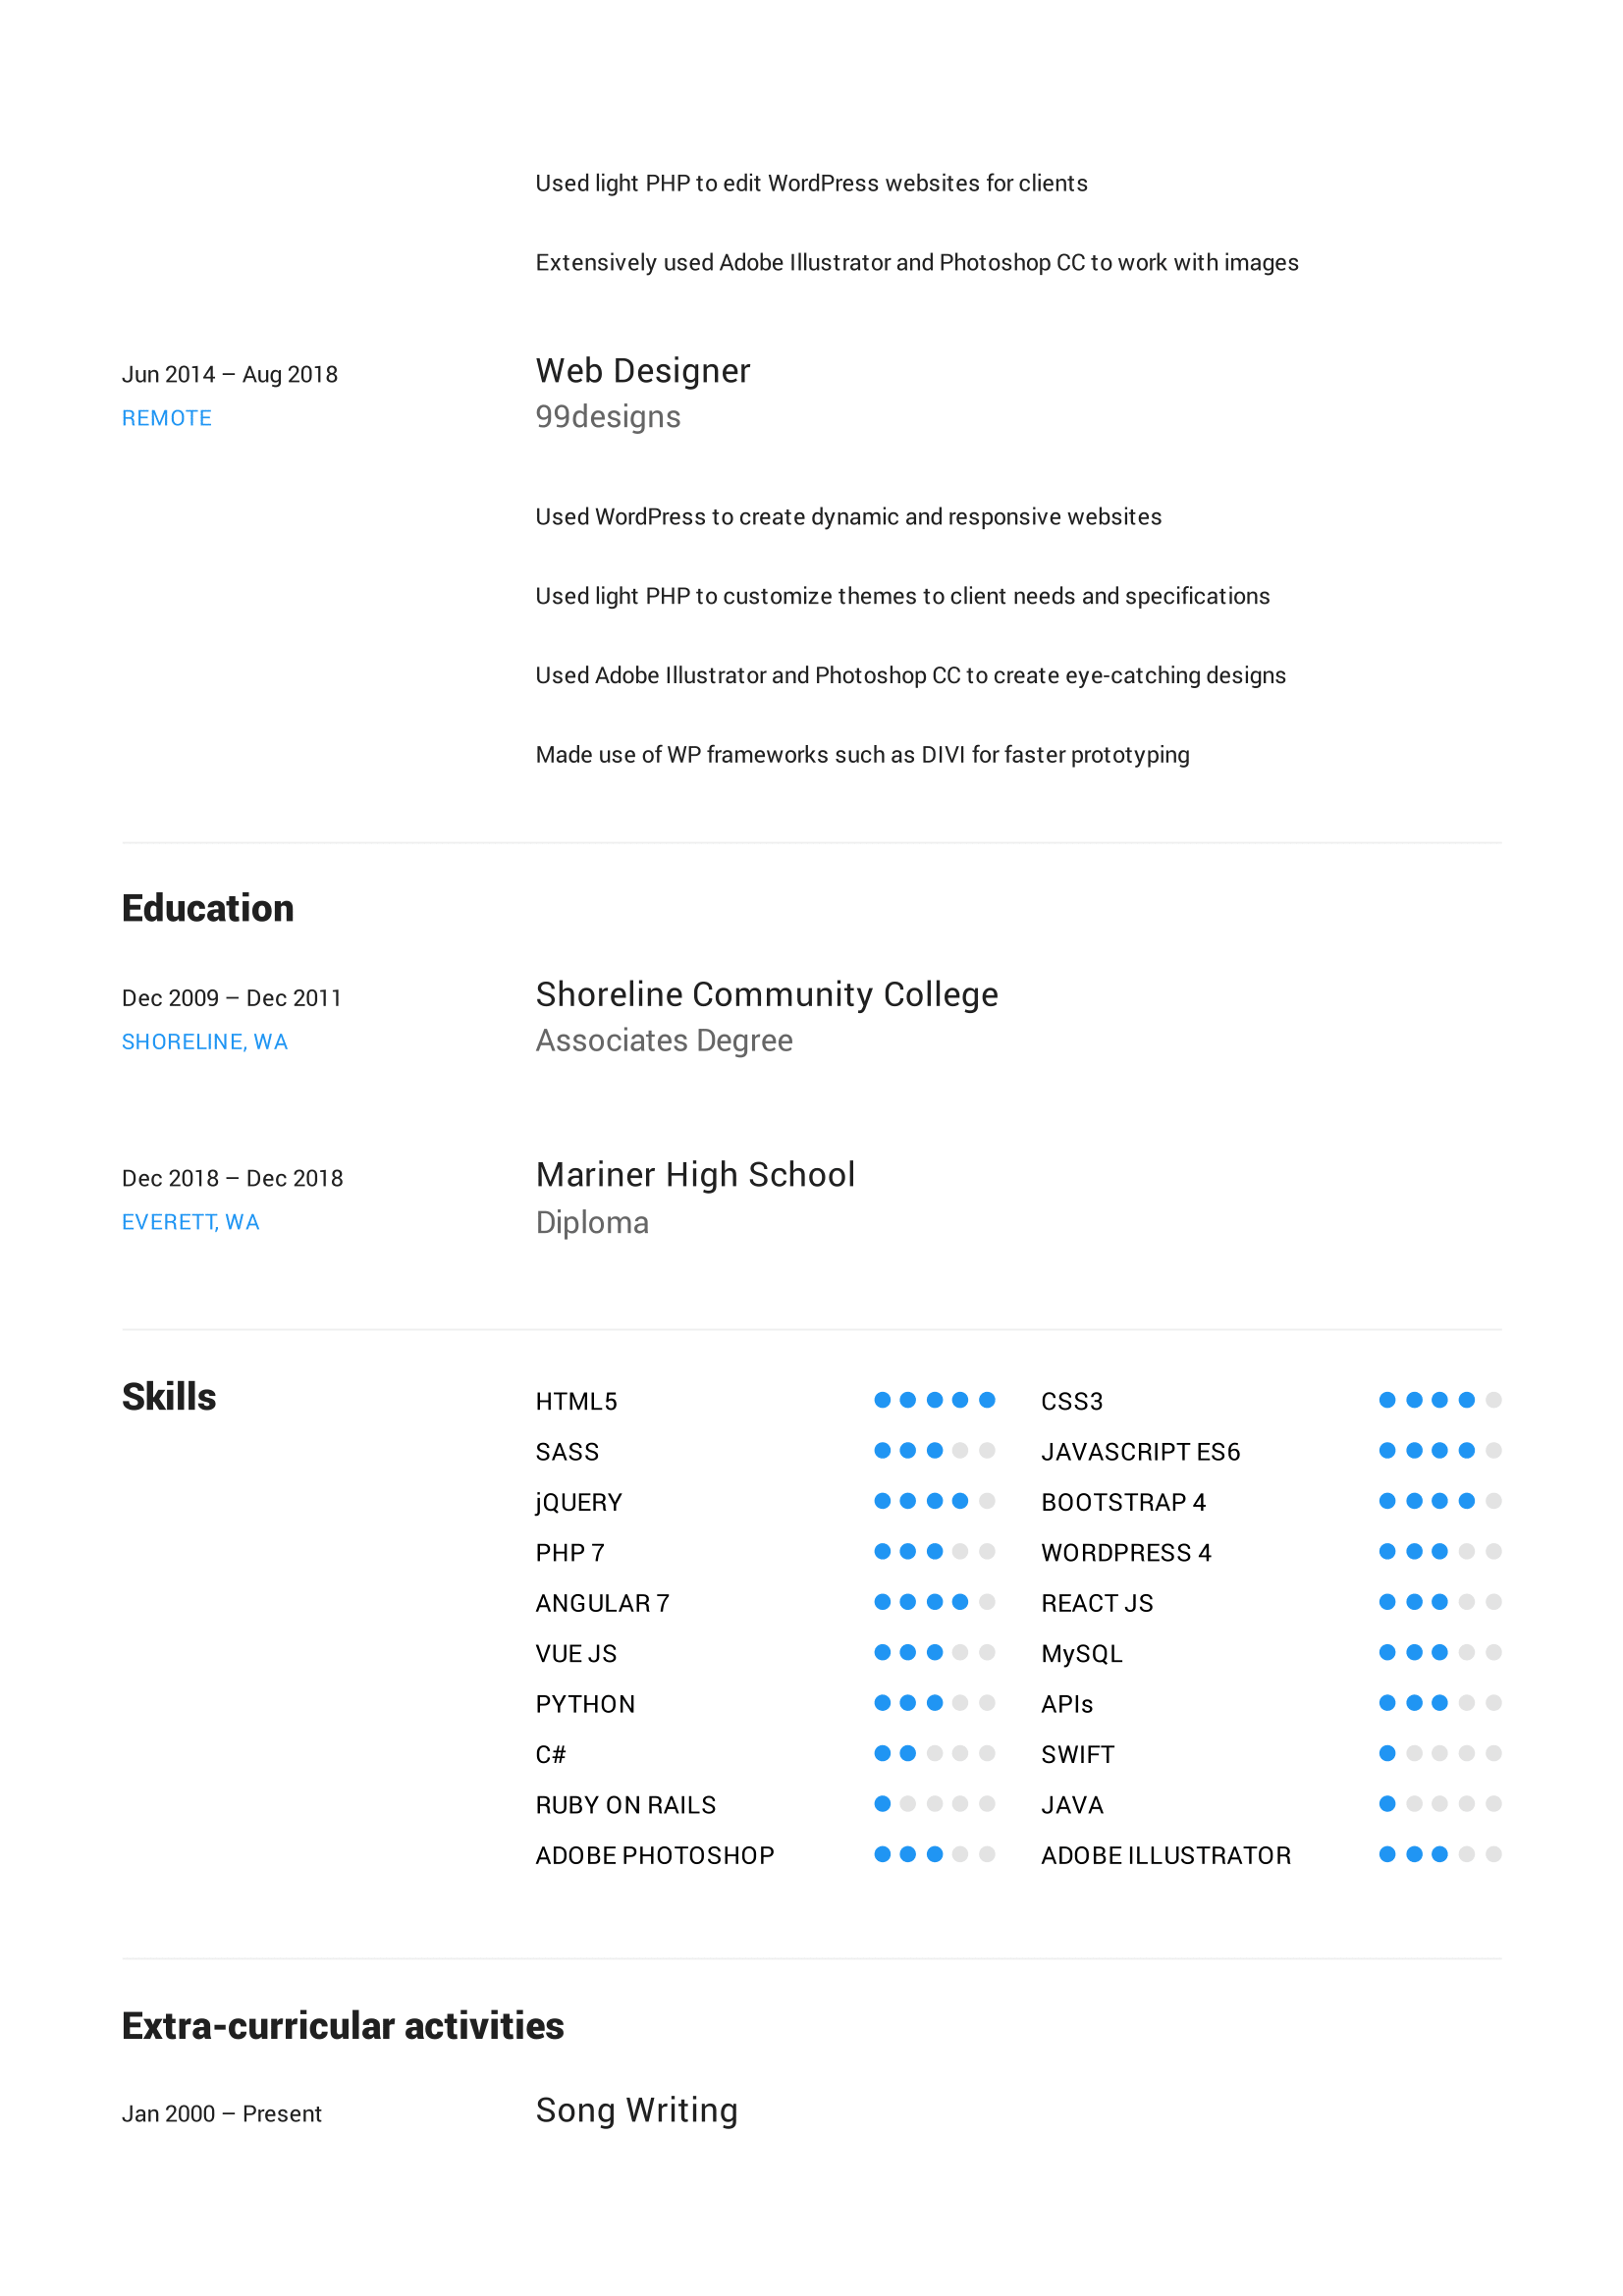 Used light PHP to edit WordPress websites for clients
Extensively used Adobe Illustrator and Photoshop CC to work with images
Jun 2014 – Aug 2018
REMOTE
Web Designer
99designs
Used WordPress to create dynamic and responsive websites
Used light PHP to customize themes to client needs and specifications
Used Adobe Illustrator and Photoshop CC to create eye-catching designs
Made use of WP frameworks such as DIVI for faster prototyping
Education
Dec 2009 – Dec 2011
SHORELINE, WA
Shoreline Community College
Associates Degree
Dec 2018 – Dec 2018
EVERETT, WA
Mariner High School
Diploma
Skills
HTML5
CSS3
SASS
JAVASCRIPT ES6
jQUERY
BOOTSTRAP 4
PHP 7
WORDPRESS 4
ANGULAR 7
REACT JS
VUE JS
MySQL
PYTHON
APIs
C#
SWIFT
RUBY ON RAILS
JAVA
ADOBE PHOTOSHOP
ADOBE ILLUSTRATOR
Extra-curricular activities
Jan 2000 – Present
Song Writing